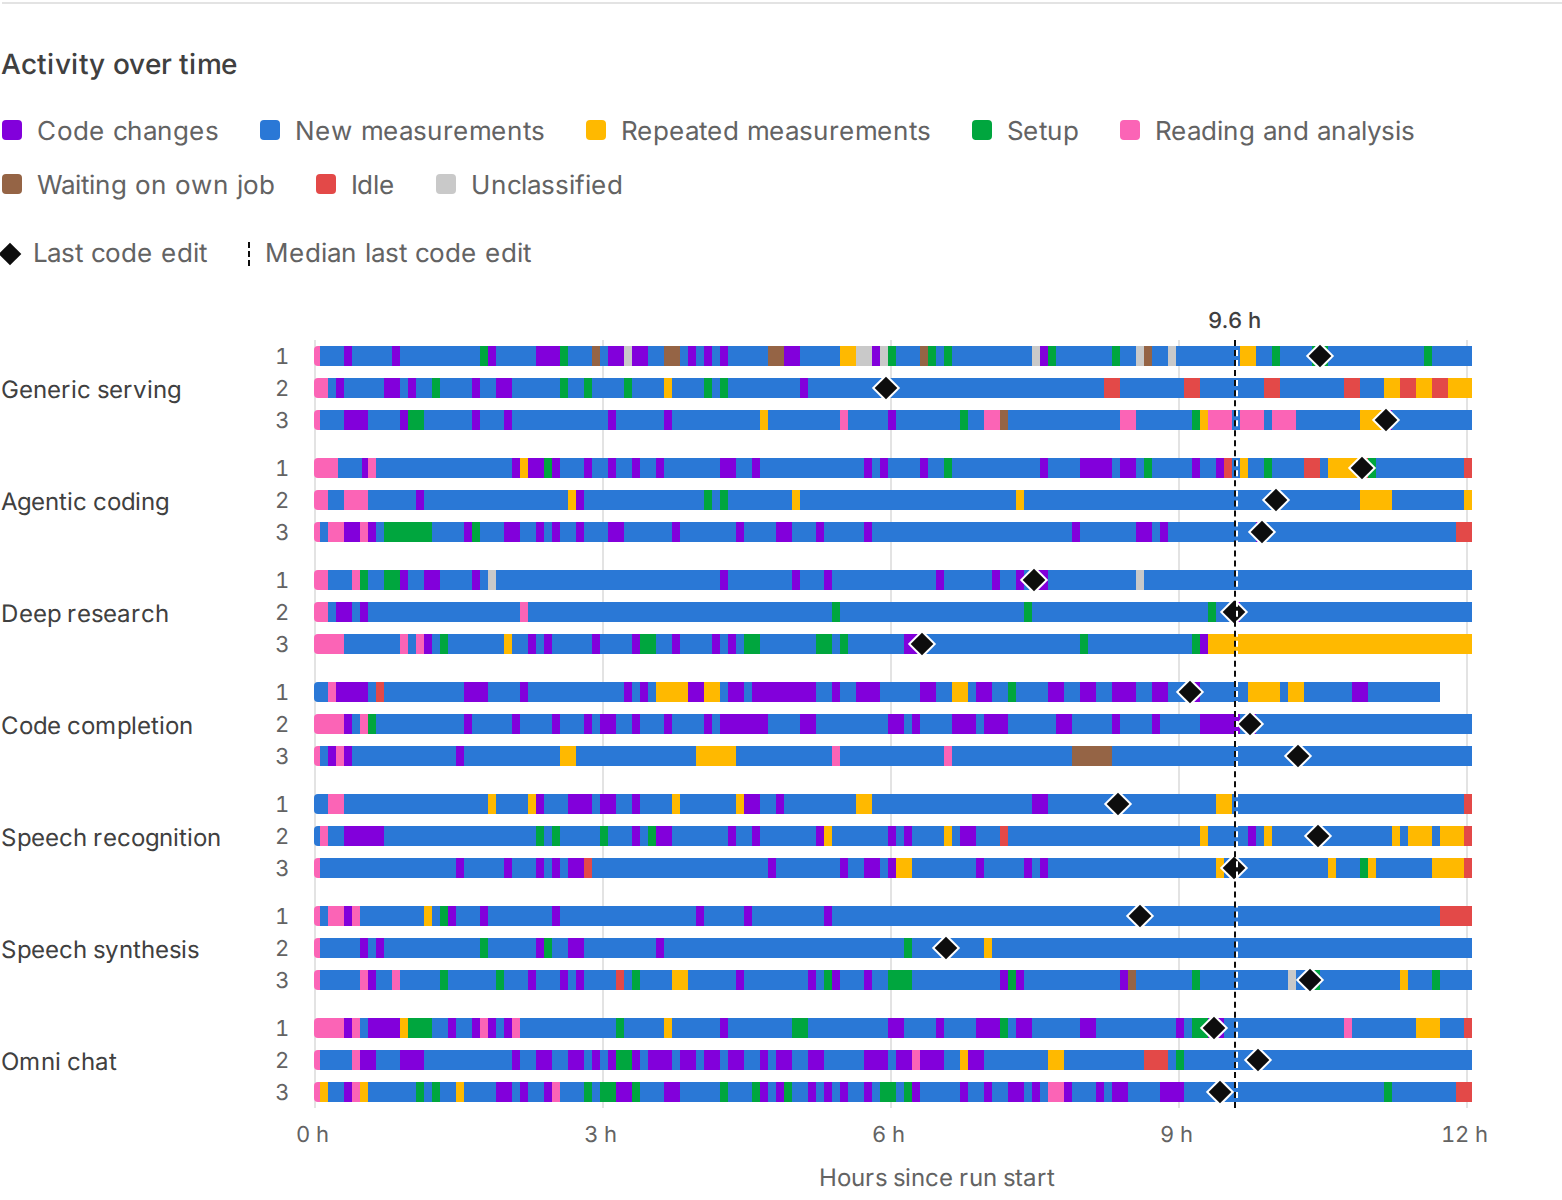 Activity over time
Code changes New measurements Repeated measurements Setup Reading and analysis
Waiting on own job Idle Unclassified
Last code edit Median last code edit
9.6 h
Generic serving
1
2
3
Agentic coding
1
2
3
Deep research
1
2
3
Code completion
1
2
3
Speech recognition
1
2
3
Speech synthesis
1
2
3
Omni chat
1
2
3
0 h 3 h 6 h 9 h 12 h
Hours since run start